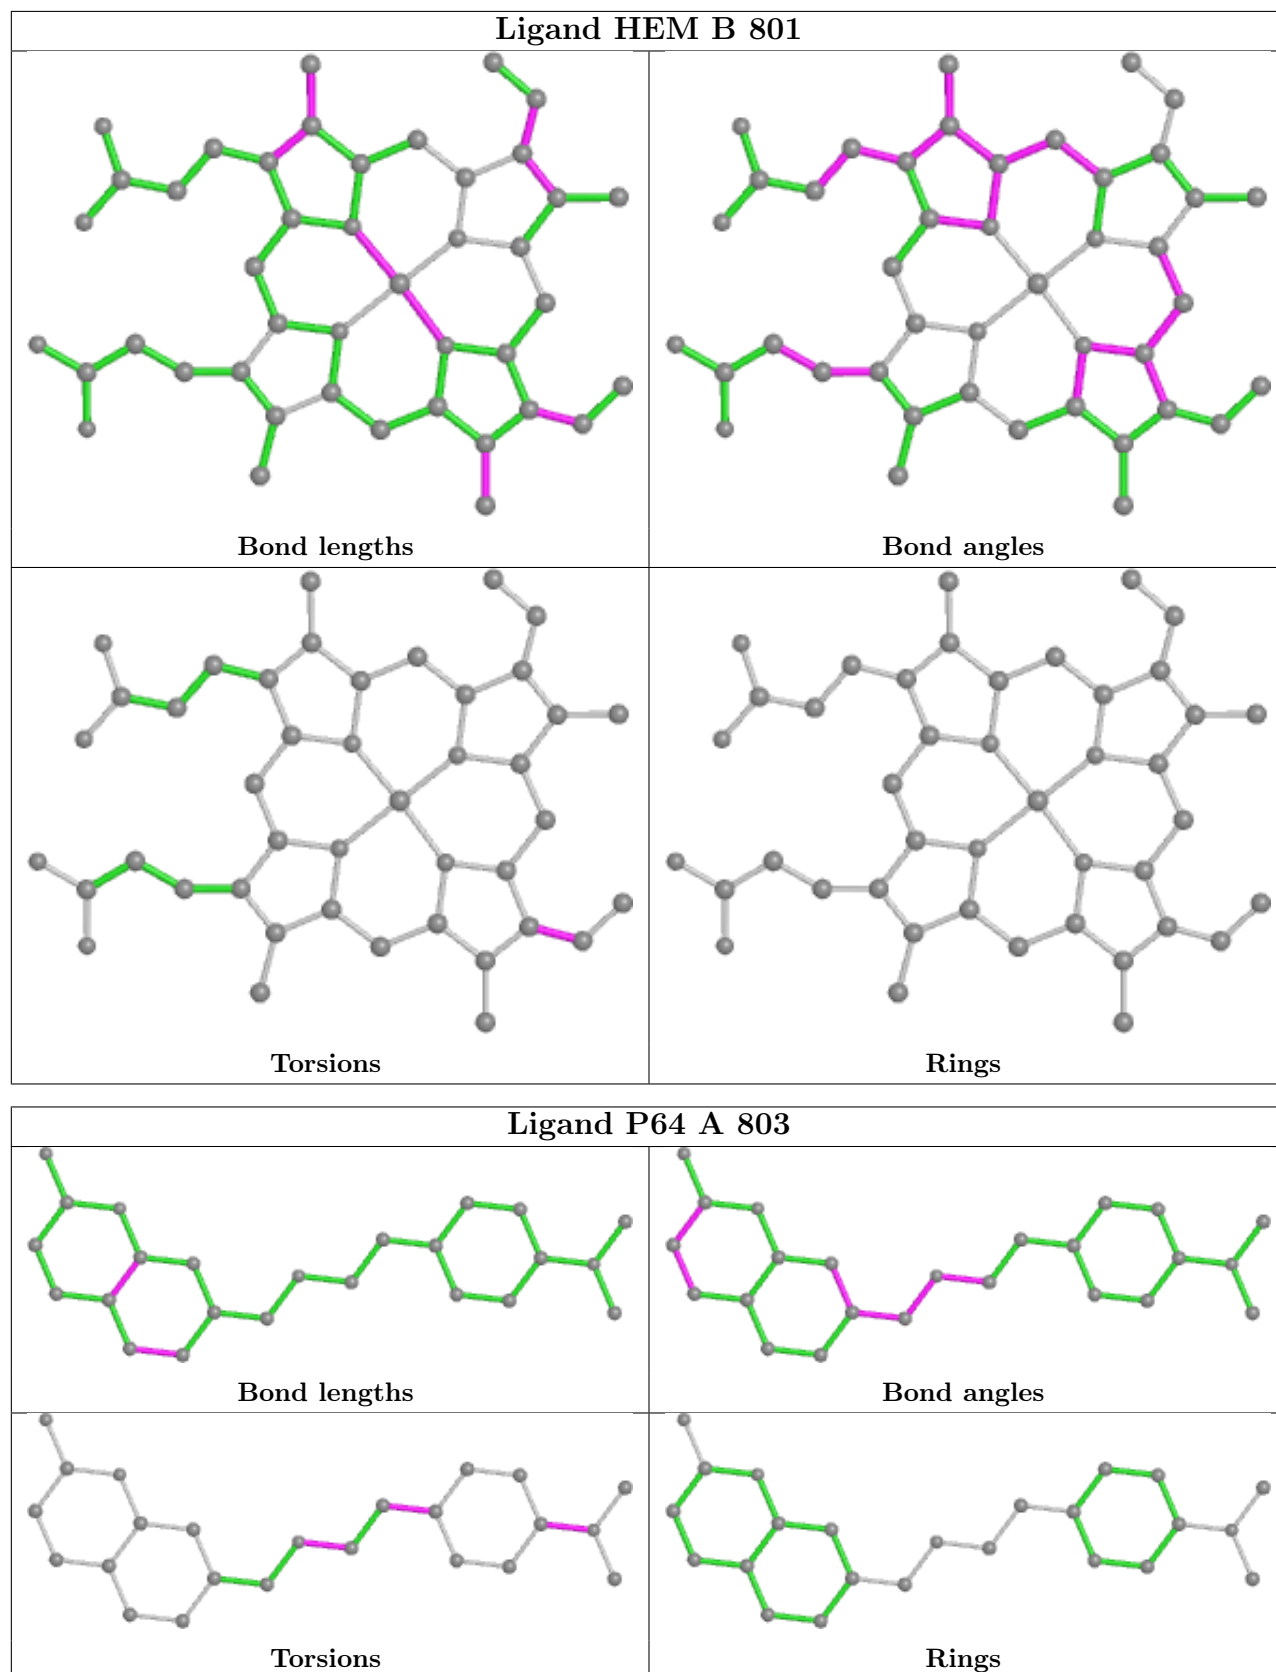 Ligand HEM B 801
Bond lengths
Bond angles
Torsions
Rings
Ligand P64 A 803
Bond lengths
Bond angles
Torsions
Rings